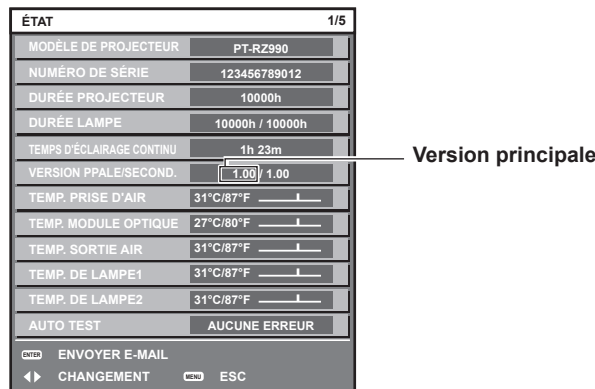 ÉTAT 1/5
MODÈLE DE PROJECTEUR PT-RZ990
NUMÉRO DE SÉRIE 123456789012
DURÉE PROJECTEUR 10000h
DURÉE LAMPE 10000h / 10000h
TEMPS D'ÉCLAIRAGE CONTINU 1h 23m
Version principale
VERSION PPALE/SECOND. 1.00 / 1.00
TEMP. PRISE D'AIR 31°C/87°F
TEMP. MODULE OPTIQUE 27°C/80°F
TEMP. SORTIE AIR 31°C/87°F
TEMP. DE LAMPE1 31°C/87°F
TEMP. DE LAMPE2 31°C/87°F
AUTO TEST AUCUNE ERREUR
ENTER ENVOYER E-MAIL
CHANGEMENT MENU ESC